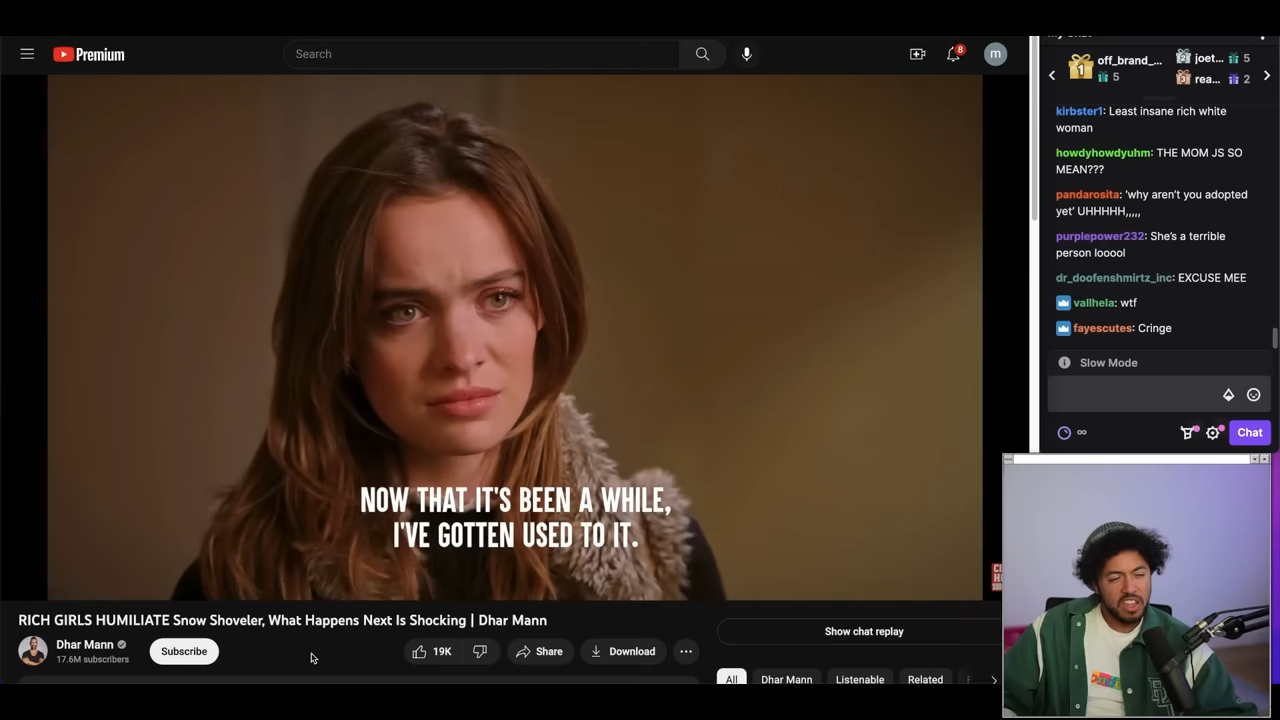 Premium
Search
8
m
off_brand_...
5
joet... 5
rea... 2
kirbster1: Least insane rich white
woman
howdyhowdyuhm: THE MOM JS SO
MEAN???
pandarosita: 'why aren't you adopted
yet' UHHHHH,,,,,
purplepower232: She's a terrible
person looool
dr_doofenshmirtz_inc: EXCUSE MEE
vallhela: wtf
fayescutes: Cringe
Slow Mode
Chat
NOW THAT IT'S BEEN A WHILE,
I'VE GOTTEN USED TO IT.
RICH GIRLS HUMILIATE Snow Shoveler, What Happens Next Is Shocking | Dhar Mann
Dhar Mann
17.6M subscribers
Subscribe
19K
Share
Download
Show chat replay
All
Dhar Mann
Listenable
Related